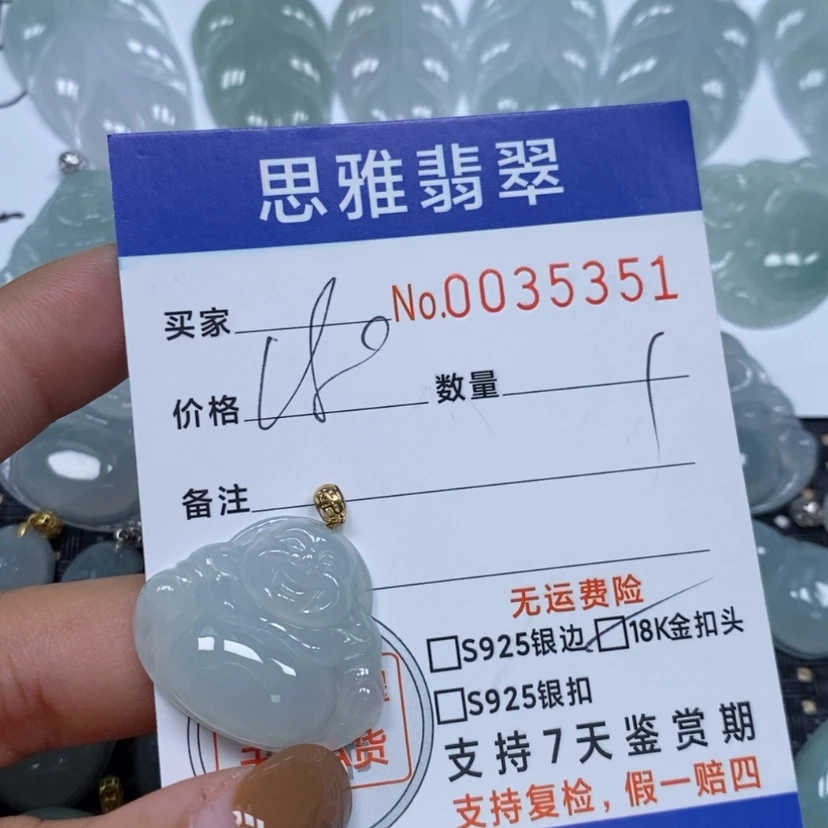 思雅翡翠
买家 No.0035351
价格 180 数量 1
备注
无运费险
□S925银边 □18K金扣头
□S925银扣
支持7天鉴赏期
支持复检，假一赔四